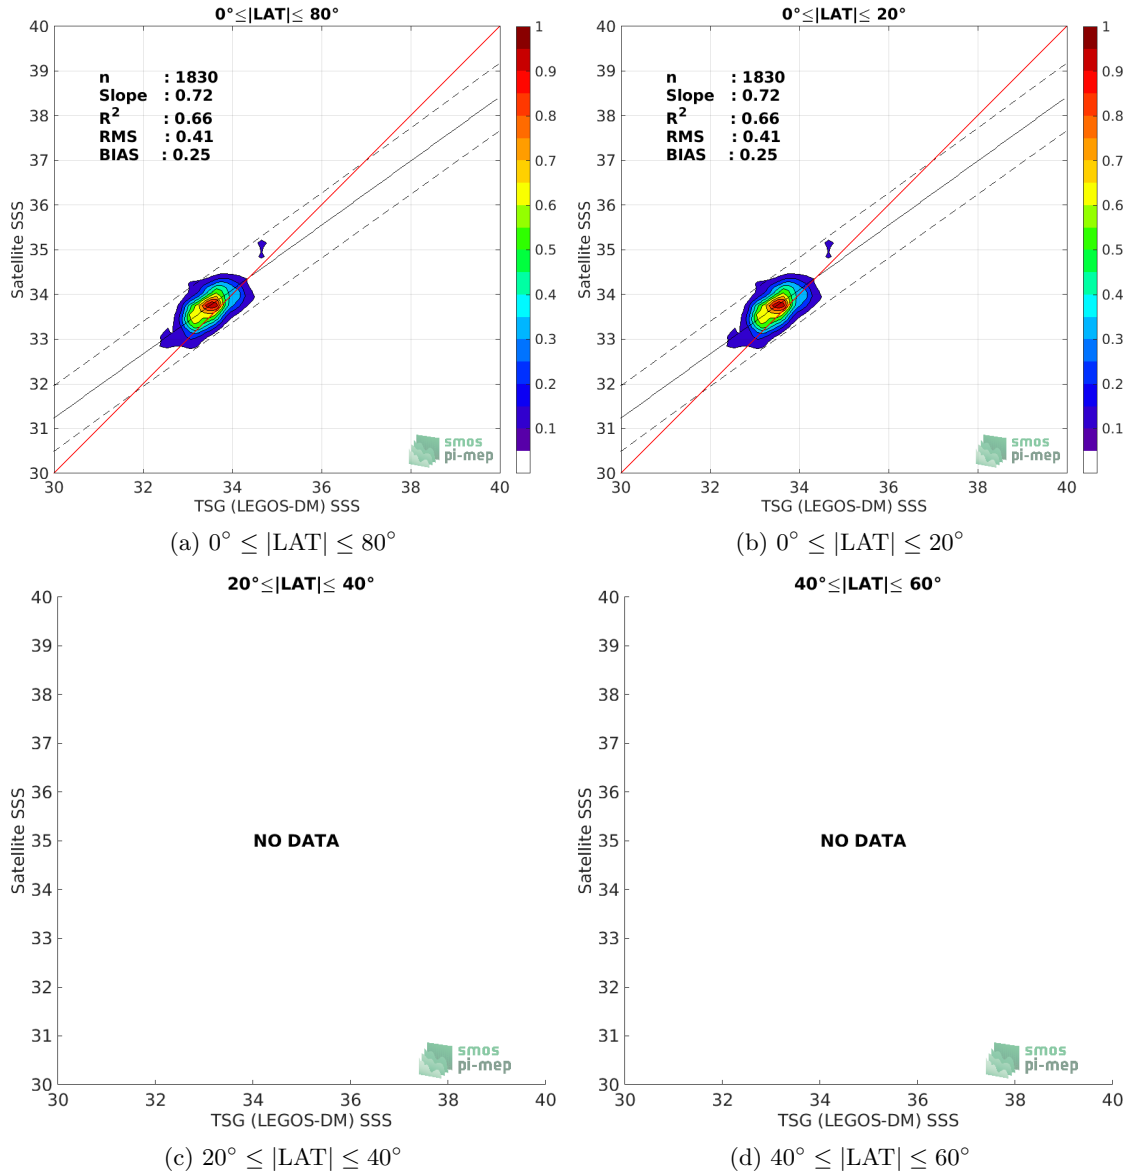 0°≤|LAT|≤ 80°
40
39
38
37
36
35
34
33
32
31
30
Satellite SSS
n : 1830
Slope : 0.72
R² : 0.66
RMS : 0.41
BIAS : 0.25
smos
pi-mep
30 32 34 36 38 40
TSG (LEGOS-DM) SSS
1
0.9
0.8
0.7
0.6
0.5
0.4
0.3
0.2
0.1
(a) 0° ≤ |LAT| ≤ 80°
0°≤|LAT|≤ 20°
40
39
38
37
36
35
34
33
32
31
30
Satellite SSS
n : 1830
Slope : 0.72
R² : 0.66
RMS : 0.41
BIAS : 0.25
smos
pi-mep
30 32 34 36 38 40
TSG (LEGOS-DM) SSS
1
0.9
0.8
0.7
0.6
0.5
0.4
0.3
0.2
0.1
(b) 0° ≤ |LAT| ≤ 20°
20°≤|LAT|≤ 40°
40
39
38
37
36
35
34
33
32
31
30
Satellite SSS
NO DATA
smos
pi-mep
30 32 34 36 38 40
TSG (LEGOS-DM) SSS
(c) 20° ≤ |LAT| ≤ 40°
40°≤|LAT|≤ 60°
40
39
38
37
36
35
34
33
32
31
30
Satellite SSS
NO DATA
smos
pi-mep
30 32 34 36 38 40
TSG (LEGOS-DM) SSS
(d) 40° ≤ |LAT| ≤ 60°